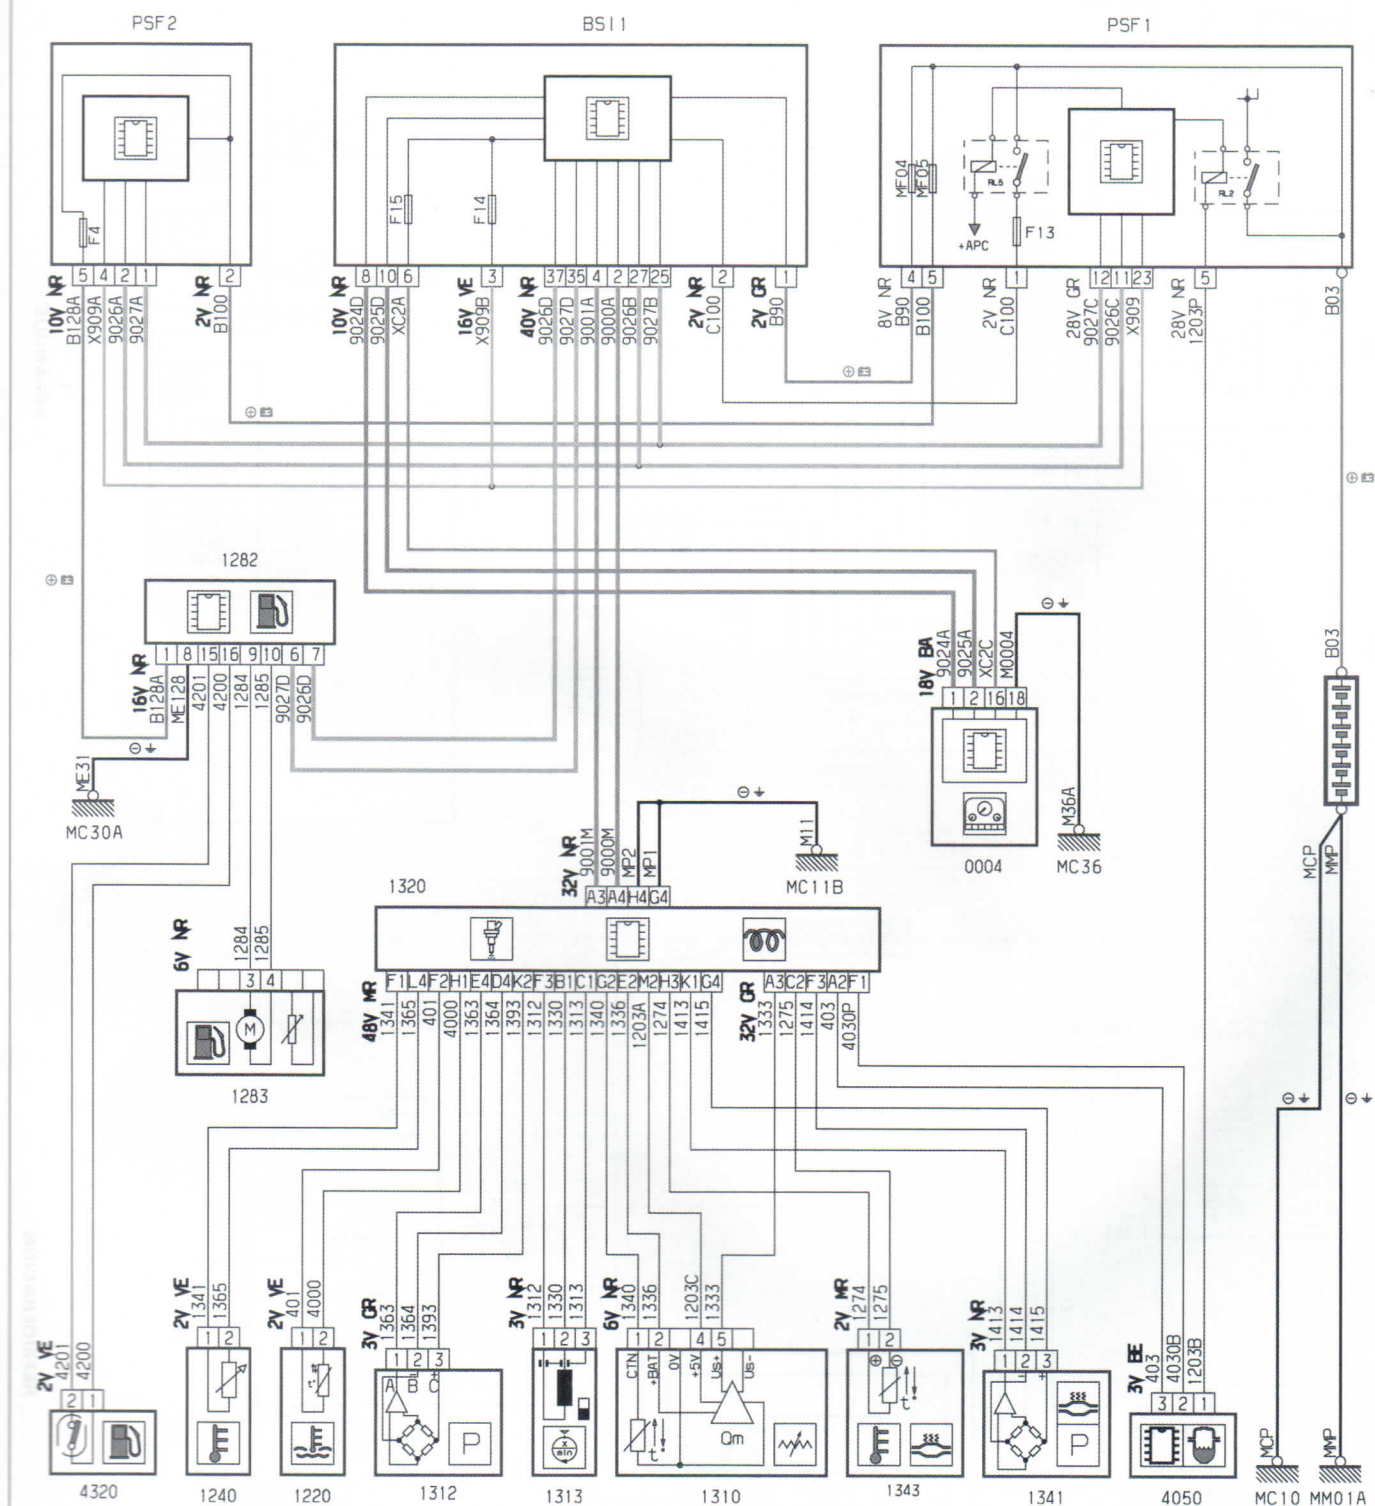 PSF2
BSI1
PSF1
F4
F15
F14
MF04
MF05
RL5
+APC
F13
RL2
5 4 2 1
2
8 10 6
3
37 35 4 2 27 25
2
1
4 5
1
12 11 23
5
10V NR
B128A
X909A
9026A
9027A
2V NR
B100
10V NR
9024D
9025D
XC2A
16V VE
X909B
40V NR
9026D
9027D
9001A
9000A
9026B
9027B
2V NR
C100
2V GR
B90
8V NR
B90
B100
2V NR
C100
28V GR
9027C
9026C
X909
28V NR
1203P
B03
1282
1 8 15 16 9 10 6 7
16V NR
B128A
ME128
4201
4200
1284
1285
9027D
9026D
ME31
MC30A
18V BA
9024A
9025A
XC2C
M0004
1 2 16 18
M36A
0004
MC36
B03
MCP
MMP
32V NR
9001M
9000M
MP2
MP1
M11
MC11B
1320
A3 A4 H4 G4
6V NR
1284
1285
3 4
M
1283
F1 L4 F2 H1 E4 D4 K2 F3 B1 C1 G2 E2 M2 H3 K1 G4
A3 C2 F3 A2 F1
48V MR
1341
1365
401
4000
1363
1364
1393
1312
1330
1313
1340
1336
1203A
1274
1413
1415
32V GR
1333
1275
1414
403
4030P
2V VE
4201
4200
2 1
4320
2V VE
1341
1365
1 2
1240
2V VE
401
4000
1 2
1220
3V GR
1363
1364
1393
1 2 3
A B C
P
1312
3V NR
1312
1330
1313
1 2 3
x
min
1313
6V NR
1340
1336
1203C
1333
1 2 4 5
CTN
+BAT
0V
+5V
Us+
Us-
t
Qm
1310
2V MR
1274
1275
1 2
t
1343
3V NR
1413
1414
1415
1 2 3
P
1341
3V BE
403
4030B
1203B
3 2 1
4050
MCP
MMP
MC10
MM01A